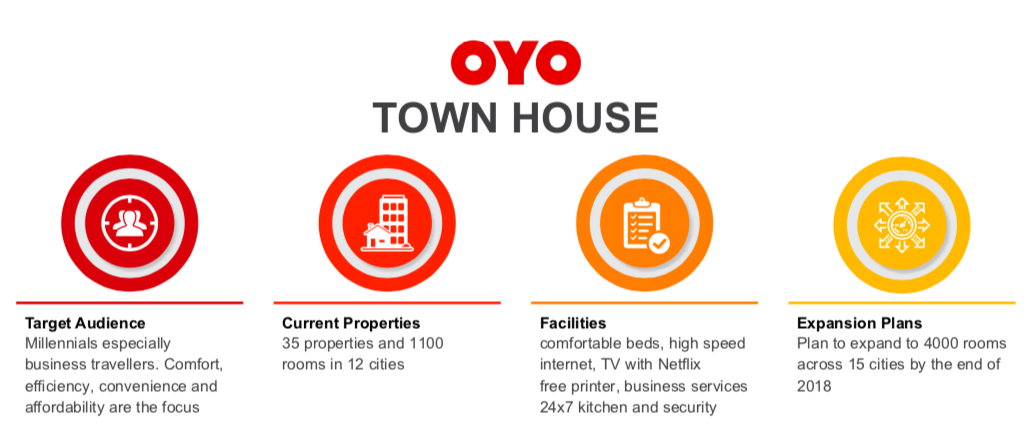 OYO
TOWN HOUSE
Target Audience
Millennials especially
business travellers. Comfort,
efficiency, convenience and
affordability are the focus
Current Properties
35 properties and 1100
rooms in 12 cities
Facilities
comfortable beds, high speed
internet, TV with Netflix
free printer, business services
24x7 kitchen and security
Expansion Plans
Plan to expand to 4000 rooms
across 15 cities by the end of
2018